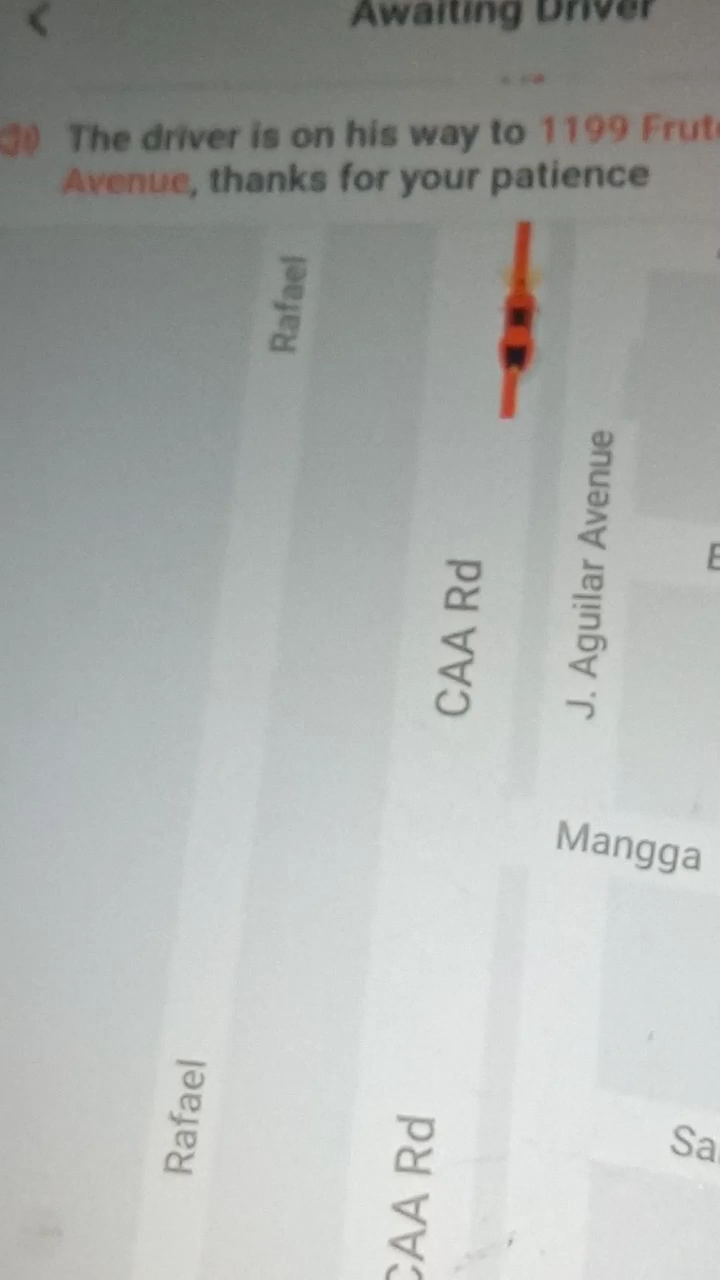 Awaiting Driver
The driver is on his way to 1199 Frut
Avenue, thanks for your patience
Rafael
CAA Rd
J. Aguilar Avenue
Mangga
Rafael
CAA Rd